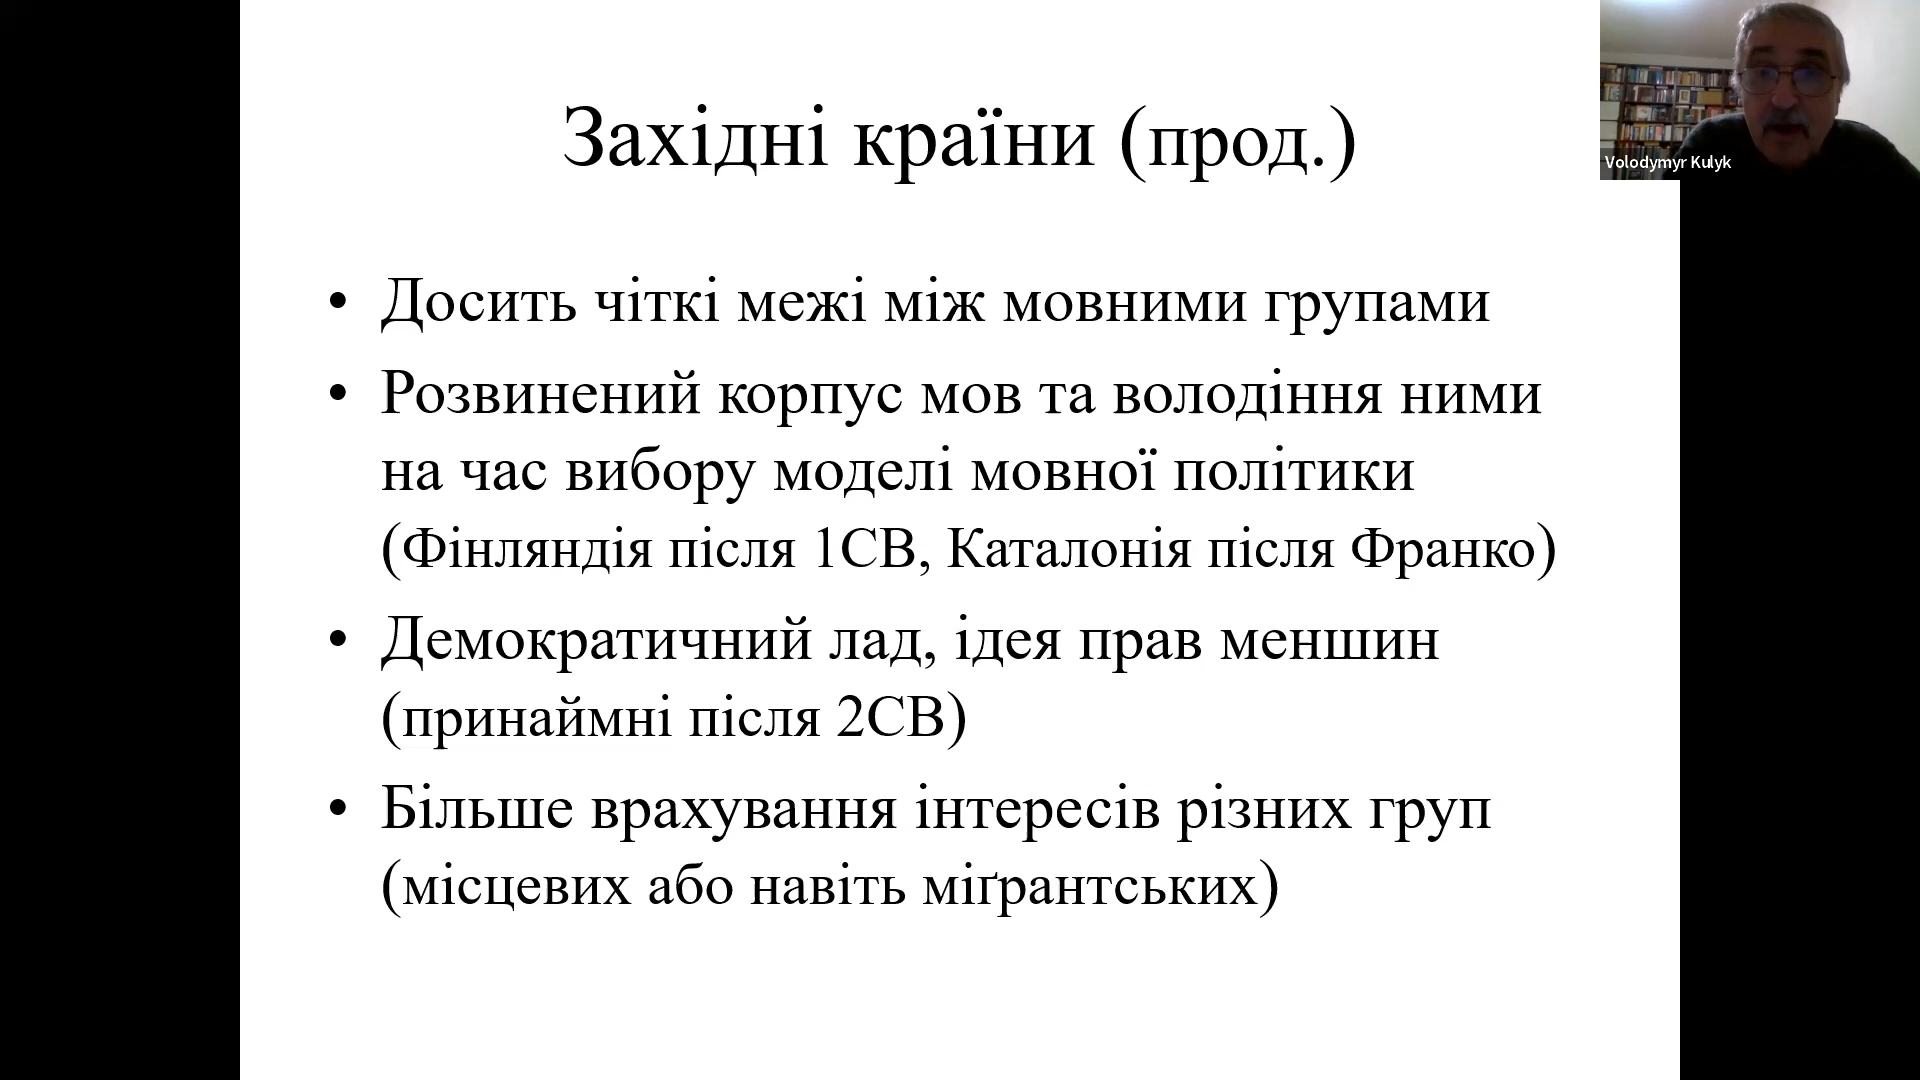 Західні країни (прод.)
Volodymyr Kulyk
• Досить чіткі межі між мовними групами
• Розвинений корпус мов та володіння ними
на час вибору моделі мовної політики
(Фінляндія після 1СВ, Каталонія після Франко)
• Демократичний лад, ідея прав меншин
(принаймні після 2СВ)
• Більше врахування інтересів різних груп
(місцевих або навіть міґрантських)